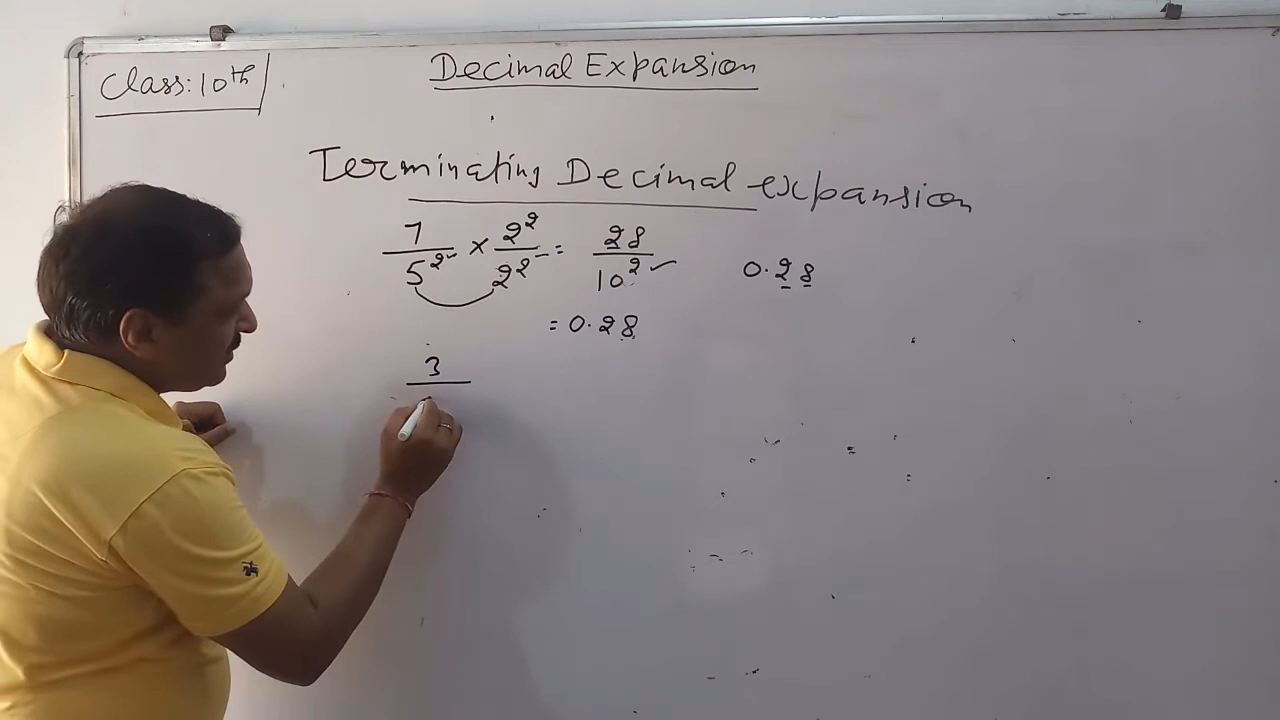 Class: 10th
Decimal Expansion
Terminating Decimal expansion
7/5² × 2²/2² = 28/10² ✓ 0.28
= 0.28
3